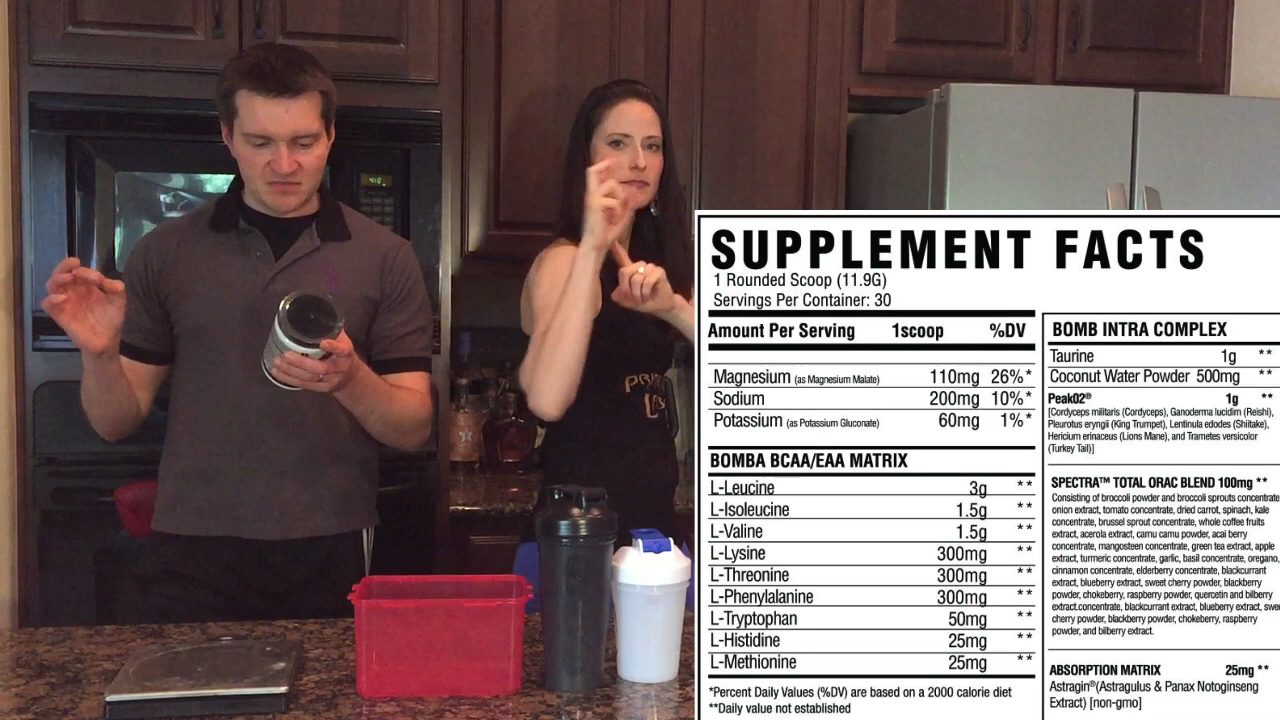 4:10
SUPPLEMENT FACTS
1 Rounded Scoop (11.9G)
Servings Per Container: 30
Amount Per Serving 1scoop %DV
Magnesium (as Magnesium Malate) 110mg 26%*
Sodium 200mg 10%*
Potassium (as Potassium Gluconate) 60mg 1%*
BOMBA BCAA/EAA MATRIX
L-Leucine 3g **
L-Isoleucine 1.5g **
L-Valine 1.5g **
L-Lysine 300mg **
L-Threonine 300mg **
L-Phenylalanine 300mg **
L-Tryptophan 50mg **
L-Histidine 25mg **
L-Methionine 25mg **
*Percent Daily Values (%DV) are based on a 2000 calorie diet
**Daily value not established
BOMB INTRA COMPLEX
Taurine 1g **
Coconut Water Powder 500mg **
Peak02® 1g **
[Cordyceps militaris (Cordyceps), Ganoderma lucidim (Reishi),
Pleurotus eryngii (King Trumpet), Lentinula edodes (Shiitake),
Hericium erinaceus (Lions Mane), and Trametes versicolor
(Turkey Tail)]
SPECTRA™ TOTAL ORAC BLEND 100mg **
Consisting of broccoli powder and broccoli sprouts concentrate
onion extract, tomato concentrate, dried carrot, spinach, kale
concentrate, brussel sprout concentrate, whole coffee fruits
extract, acerola extract, camu camu powder, acai berry
concentrate, mangosteen concentrate, green tea extract, apple
extract, turmeric concentrate, garlic, basil concentrate, oregano,
cinnamon concentrate, elderberry concentrate, blackcurrant
extract, blueberry extract, sweet cherry powder, blackberry
powder, chokeberry, raspberry powder, quercetin and bilberry
extract.concentrate, blackcurrant extract, blueberry extract, swe
cherry powder, blackberry powder, chokeberry, raspberry
powder, and bilberry extract.
ABSORPTION MATRIX 25mg **
Astragin®(Astragulus & Panax Notoginseng
Extract) [non-gmo]